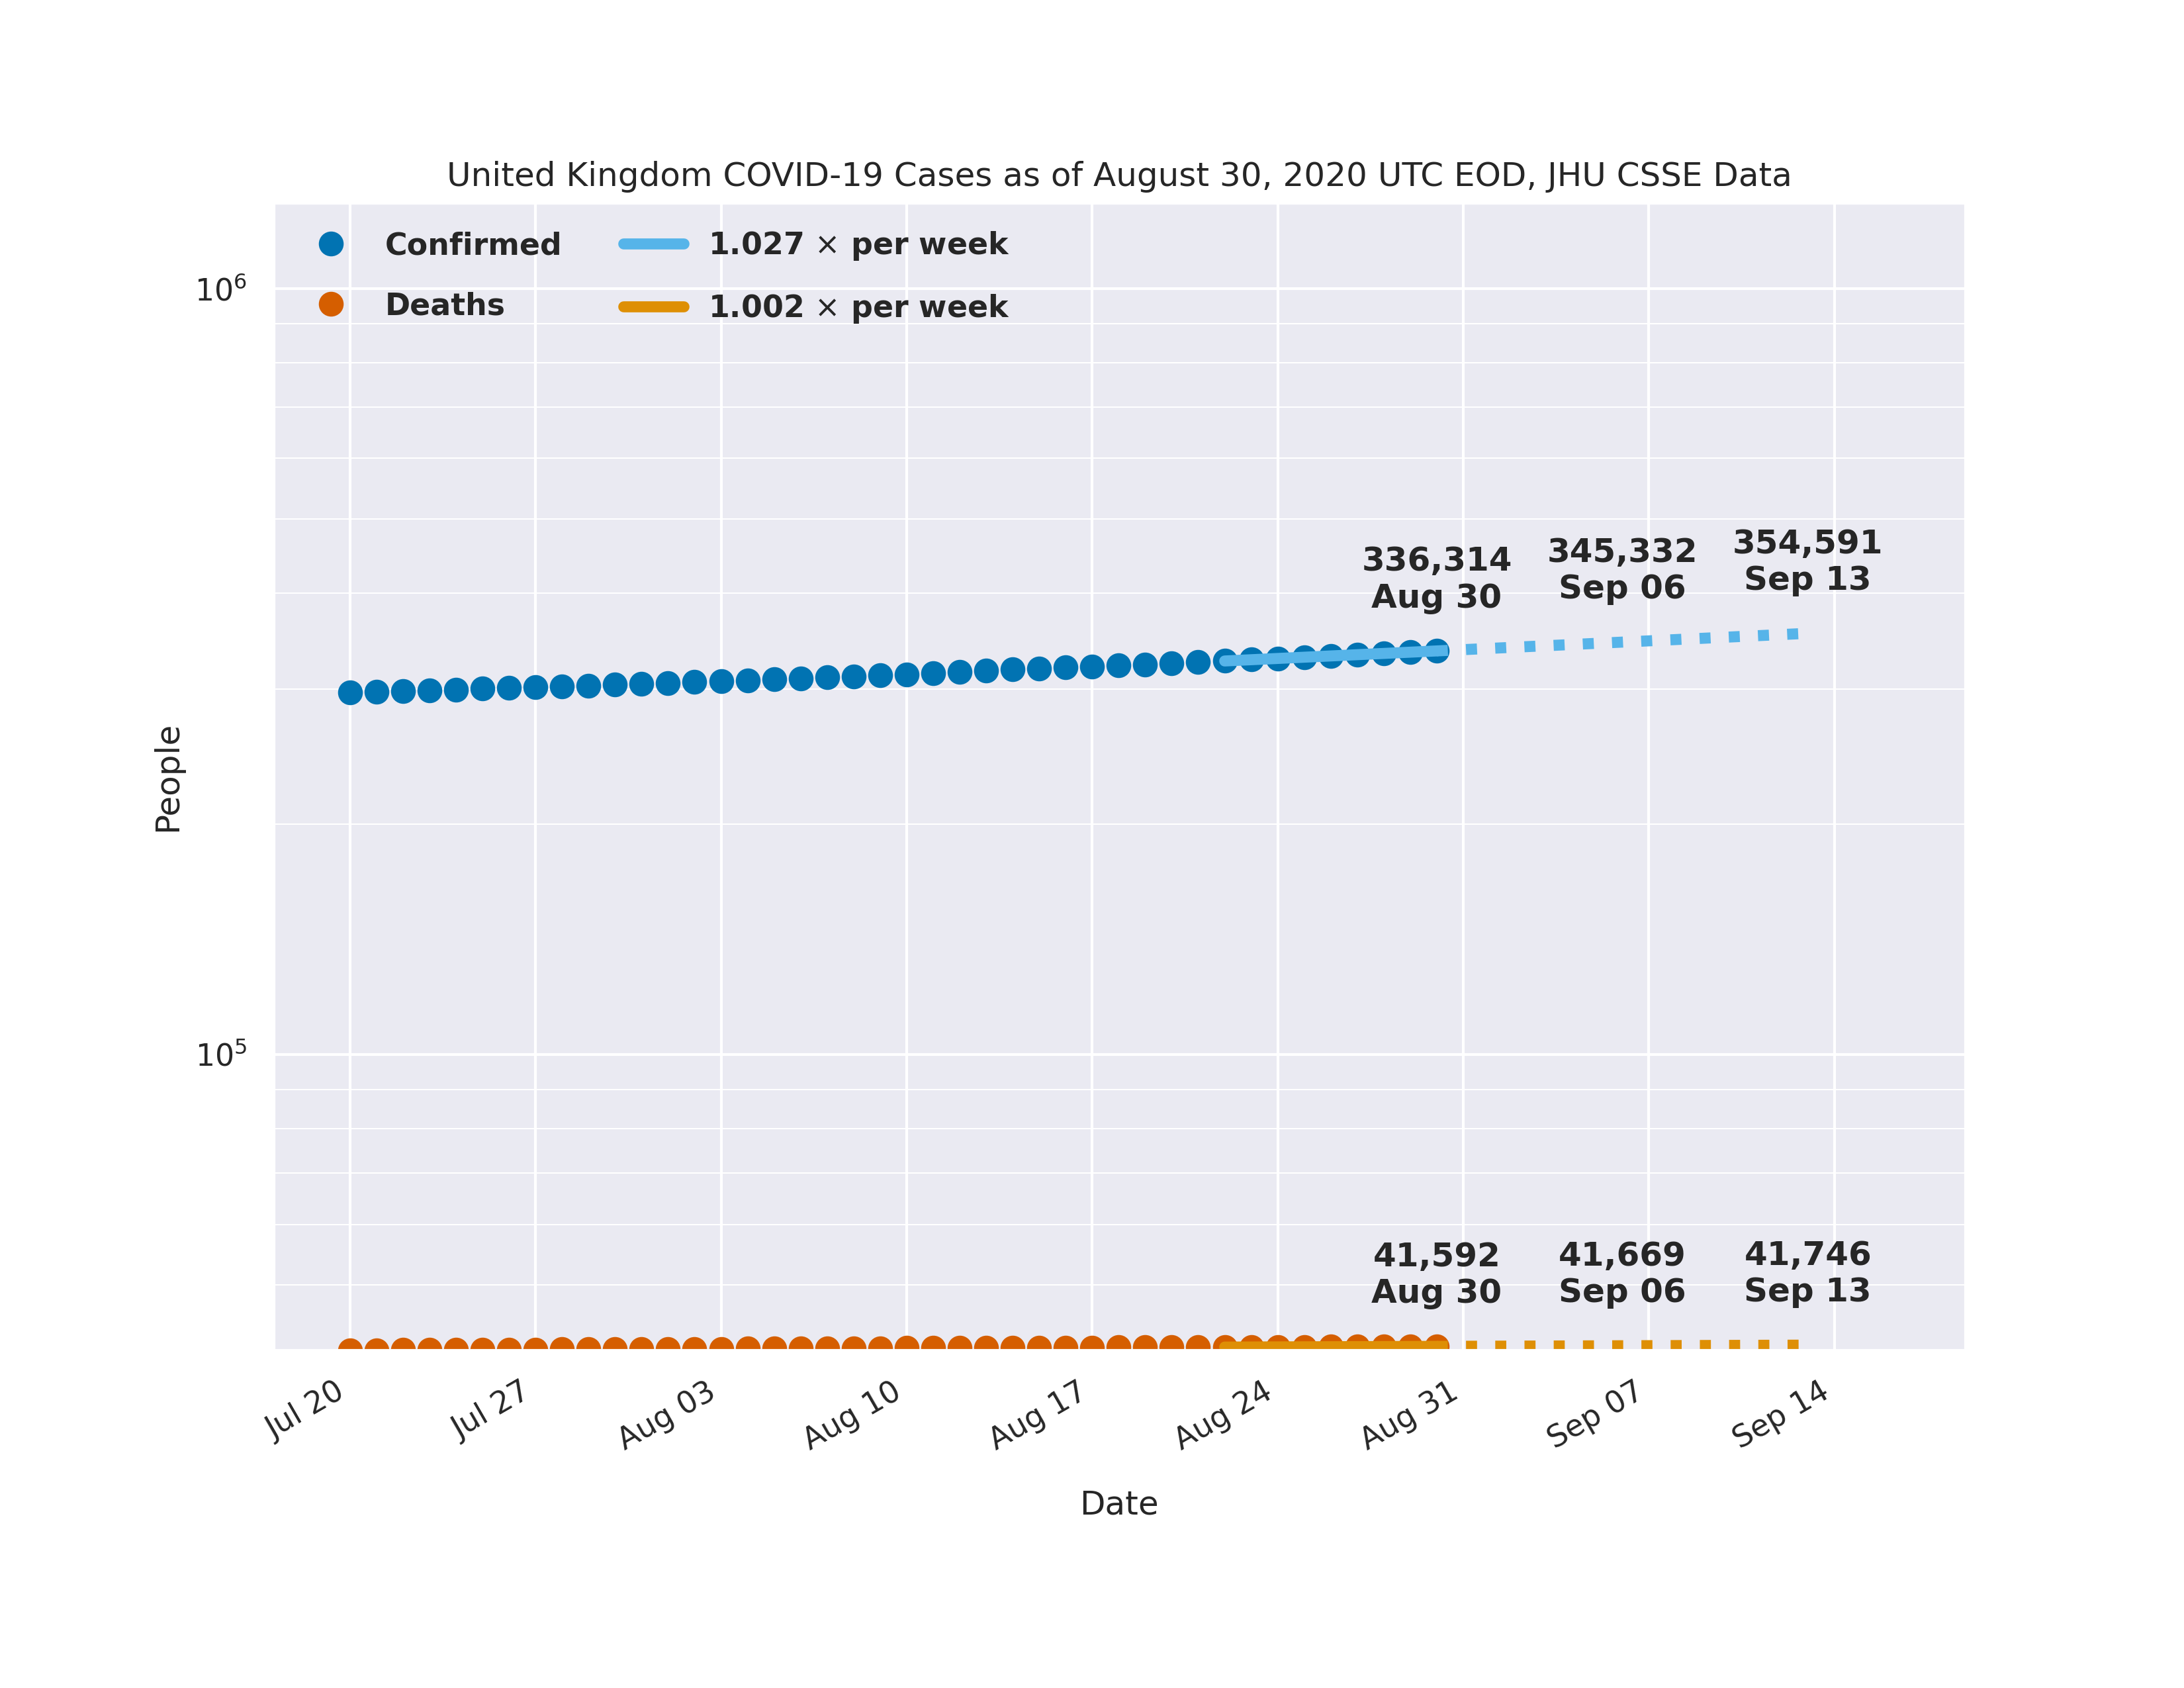 United Kingdom COVID-19 Cases as of August 30, 2020 UTC EOD, JHU CSSE Data
Confirmed
Deaths
1.027 × per week
1.002 × per week
10⁶
10⁵
People
336,314
Aug 30
345,332
Sep 06
354,591
Sep 13
41,592
Aug 30
41,669
Sep 06
41,746
Sep 13
Jul 20
Jul 27
Aug 03
Aug 10
Aug 17
Aug 24
Aug 31
Sep 07
Sep 14
Date